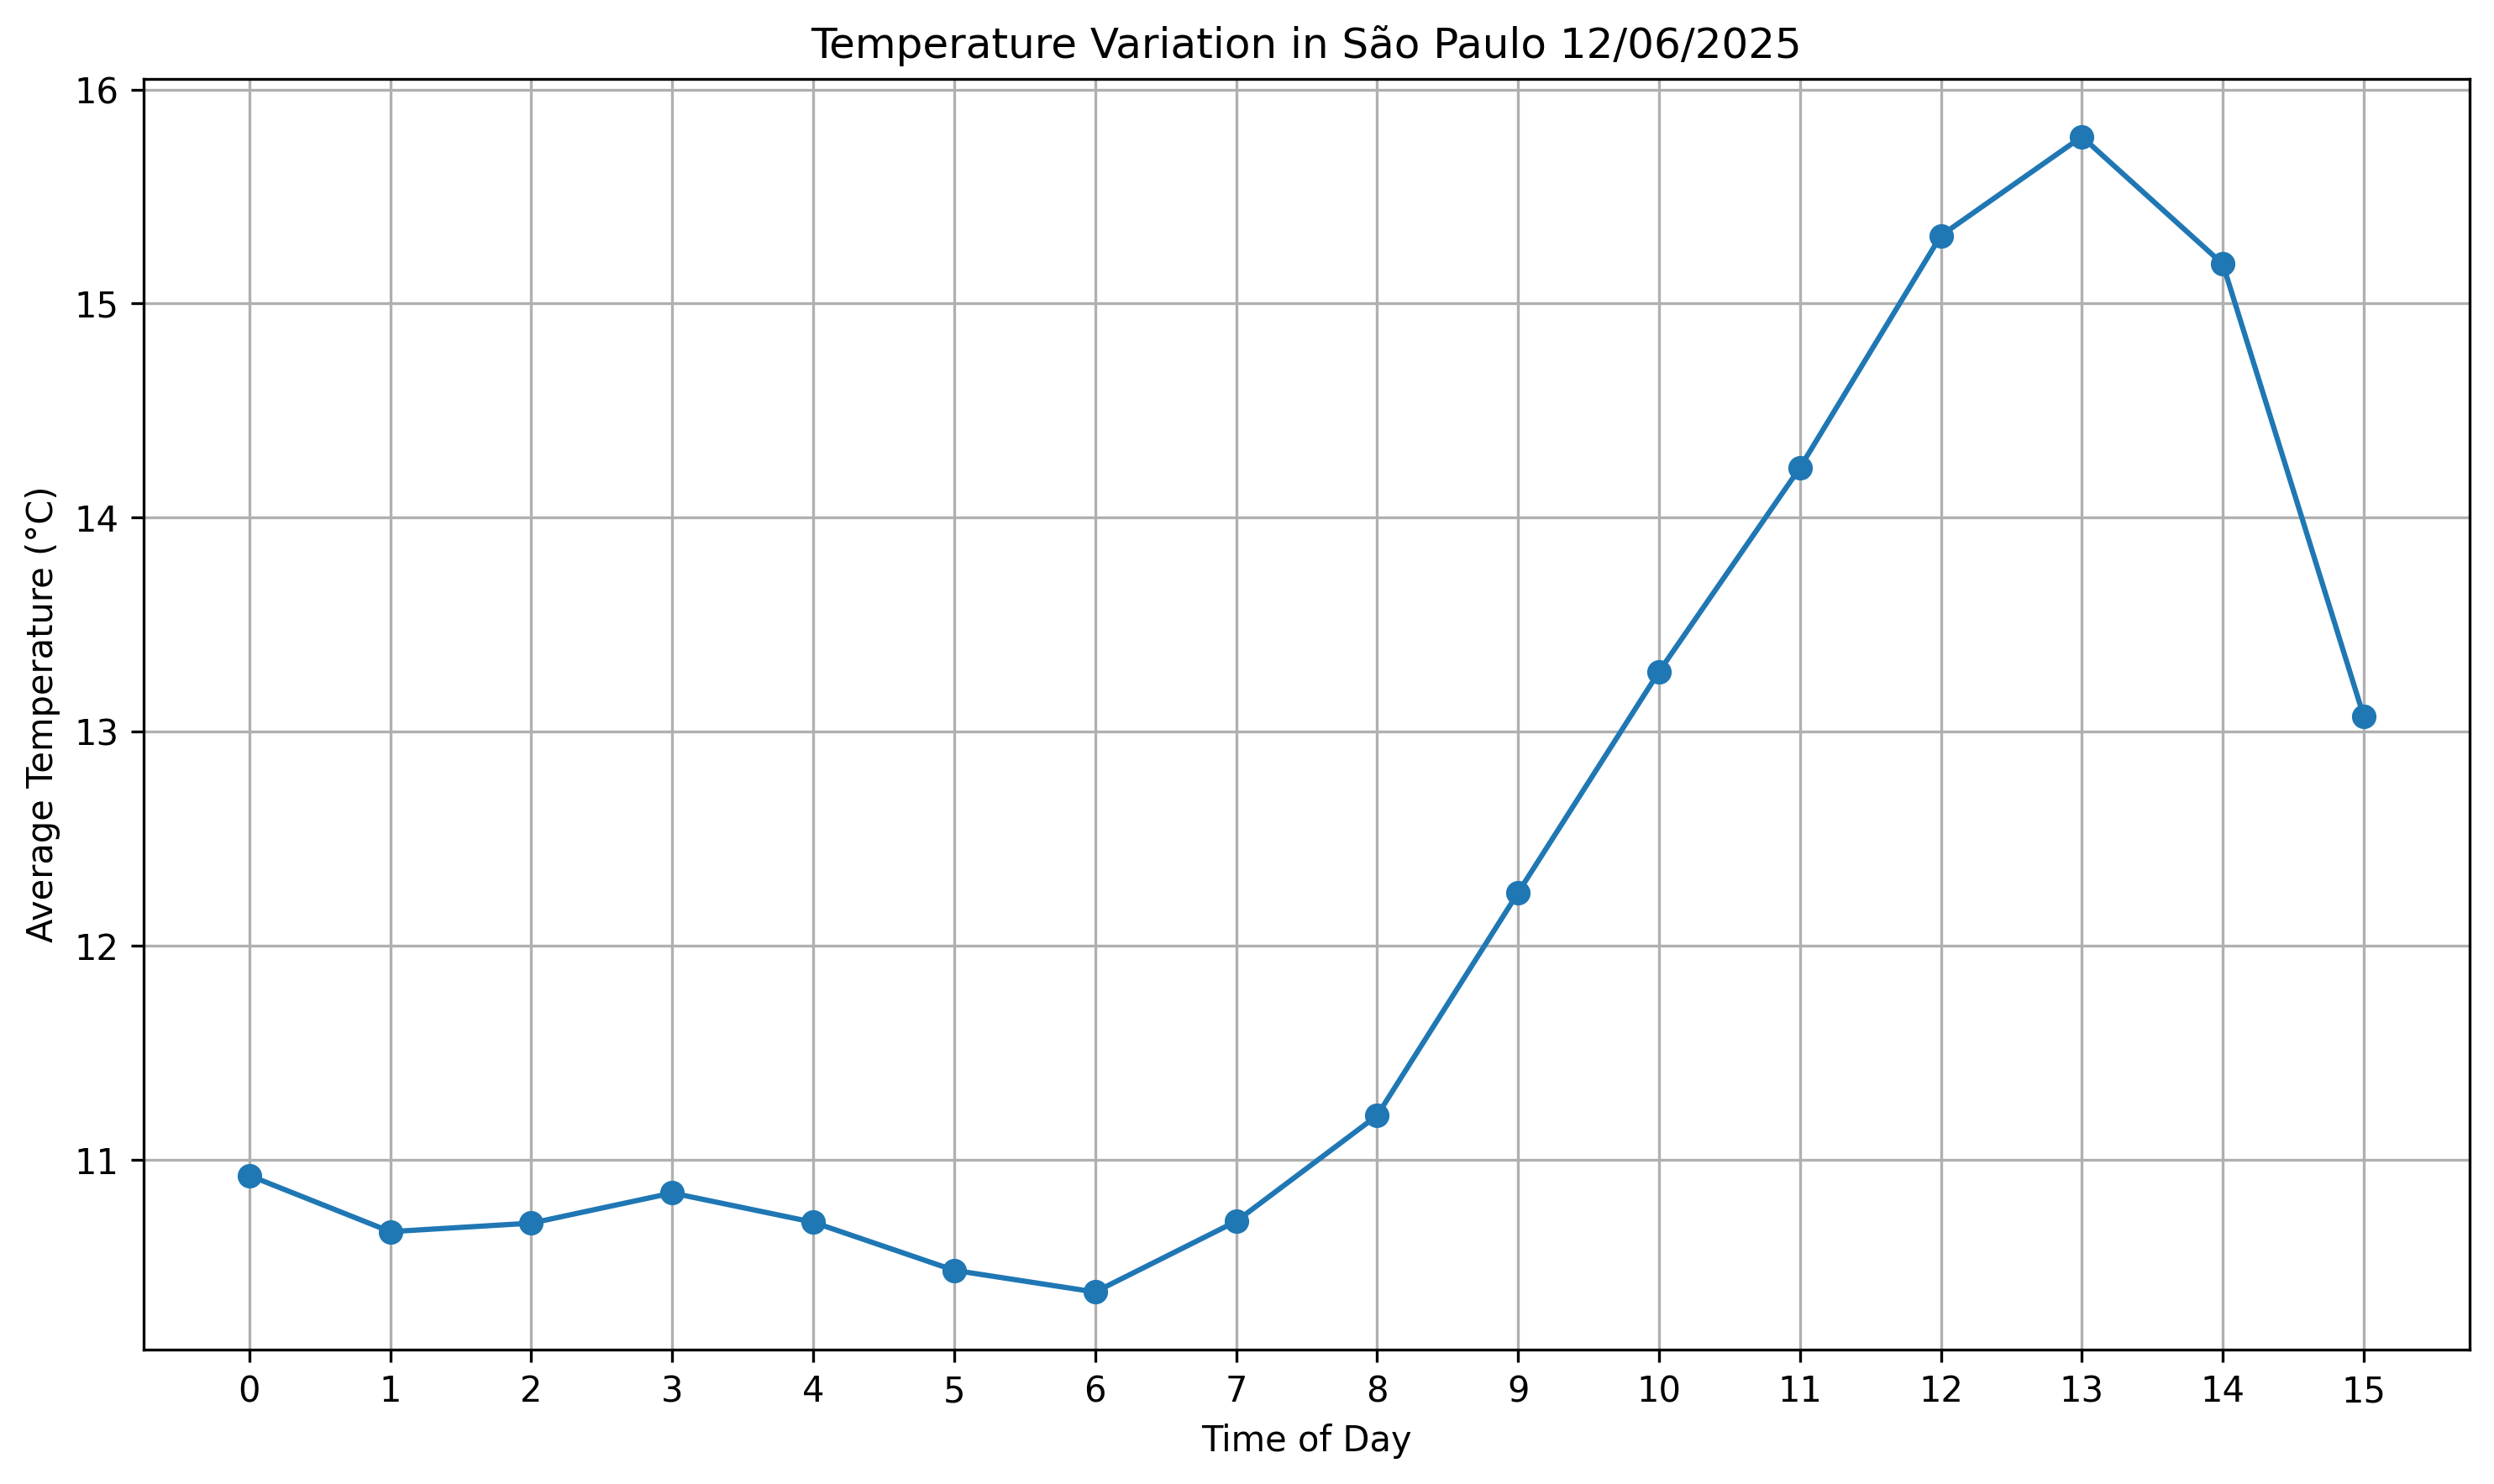 Temperature Variation in São Paulo 12/06/2025
16
15
14
13
12
11
Average Temperature (°C)
0 1 2 3 4 5 6 7 8 9 10 11 12 13 14 15
Time of Day